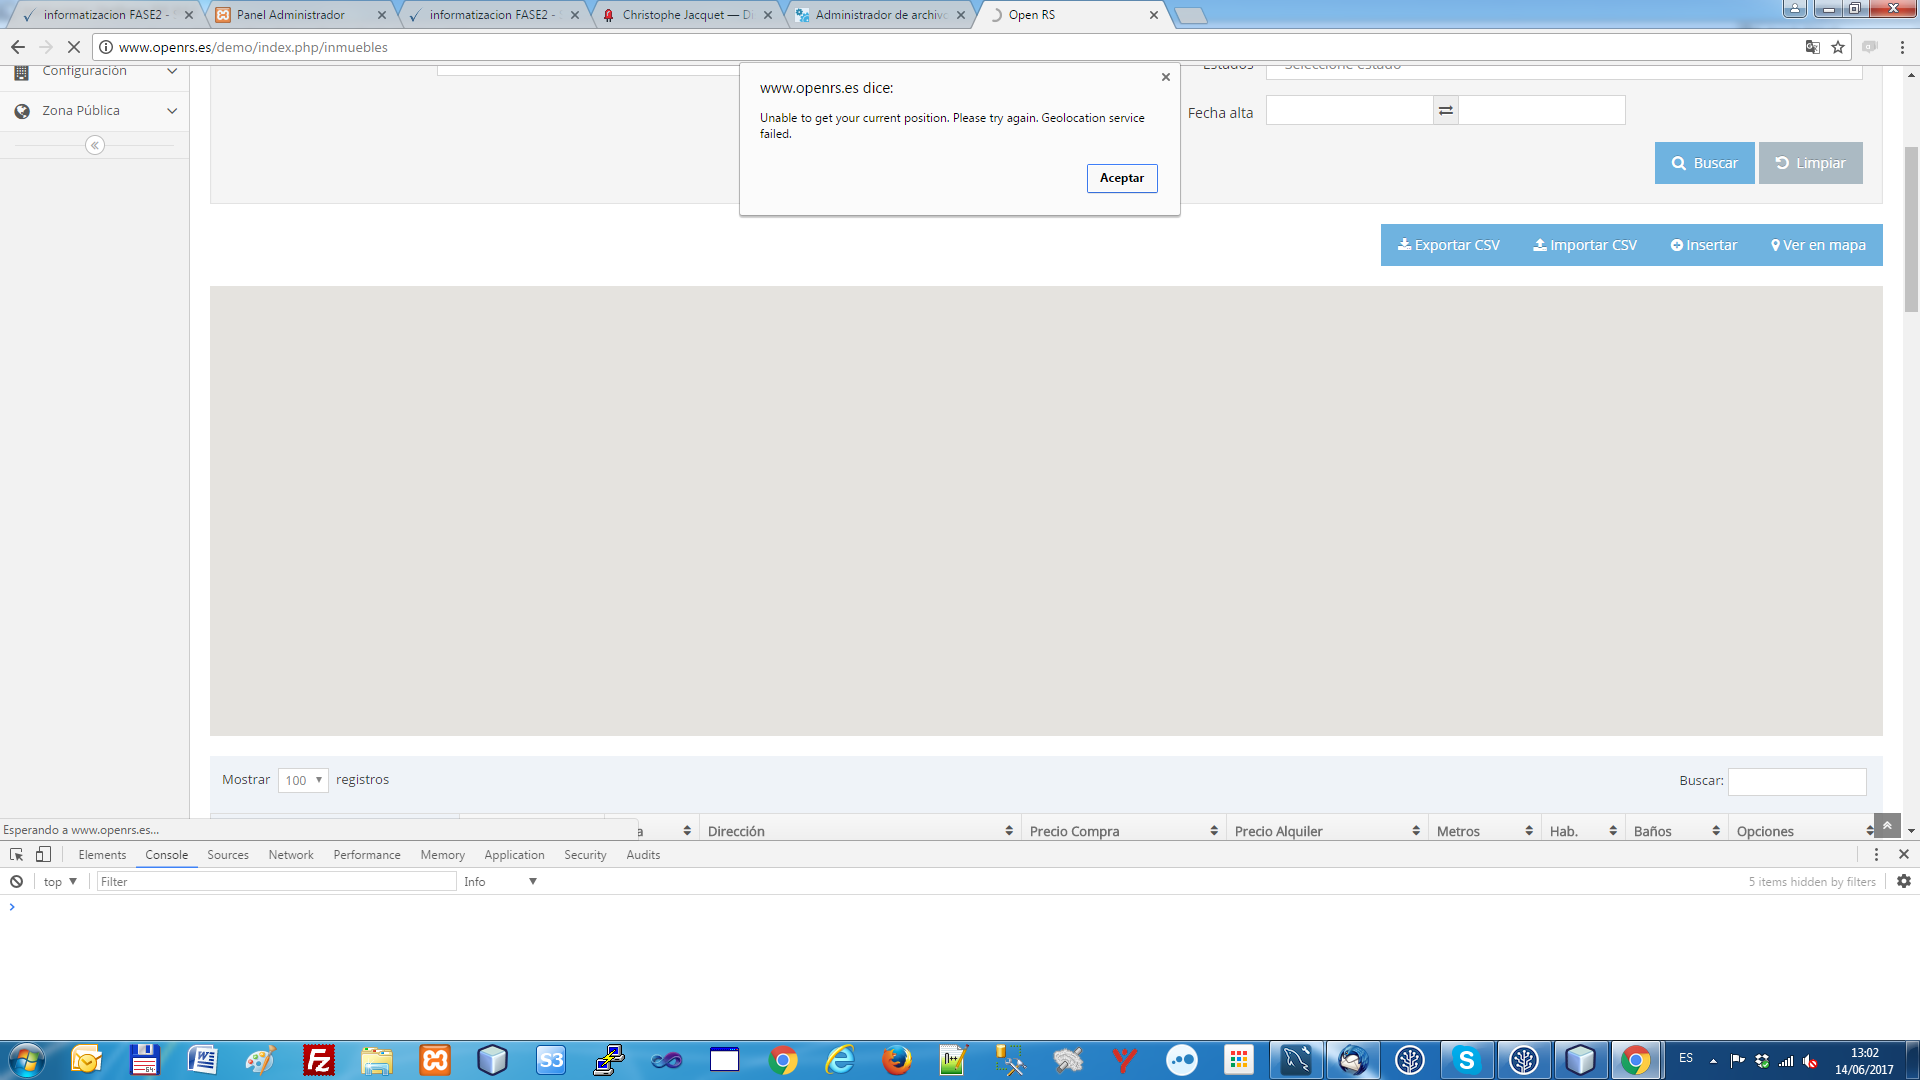 informatizacion FASE2 - S
Panel Administrador
informatizacion FASE2 - S
Christophe Jacquet — Di
Administrador de archivo
Open RS
www.openrs.es/demo/index.php/inmuebles
Configuración
Zona Pública
www.openrs.es dice:
Unable to get your current position. Please try again. Geolocation service
failed.
Aceptar
Estados
Seleccione estado
Fecha alta
Buscar
Limpiar
Exportar CSV
Importar CSV
Insertar
Ver en mapa
Mostrar 100 registros
Buscar:
a
Dirección
Precio Compra
Precio Alquiler
Metros
Hab.
Baños
Opciones
Esperando a www.openrs.es...
Elements
Console
Sources
Network
Performance
Memory
Application
Security
Audits
top
Filter
Info
5 items hidden by filters
ES
13:02
14/06/2017